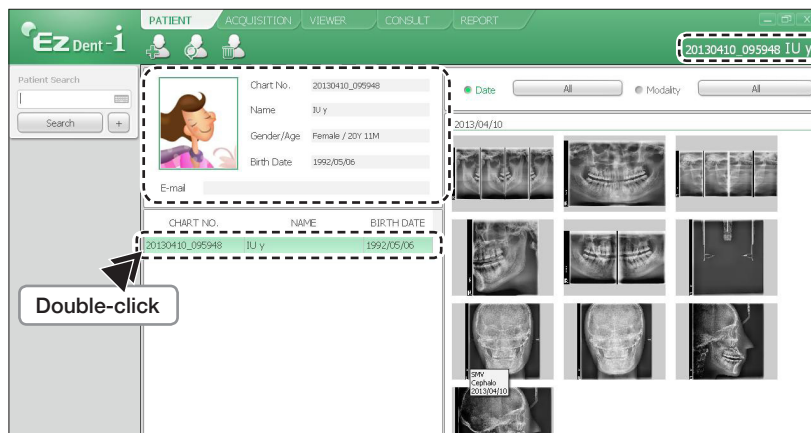 PATIENT ACQUISITION VIEWER CONSULT REPORT
Ez Dent-i
20130410_095948 IU y
Patient Search
Search +
Chart No. 20130410_095948
Name IU y
Gender/Age Female / 20Y 11M
Birth Date 1992/05/06
E-mail
CHART NO. NAME BIRTH DATE
20130410_095948 IU y 1992/05/06
Double-click
Date All Modality All
2013/04/10
SMV
Cephalo
2013/04/10